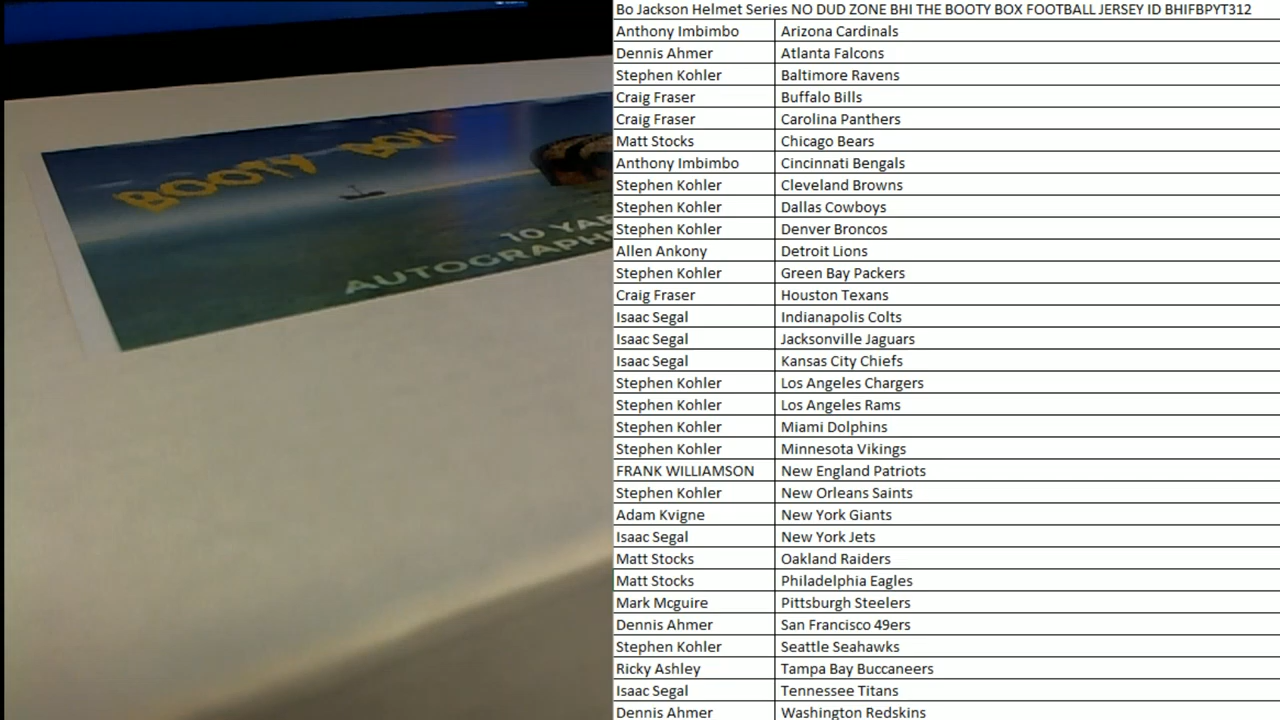 BOOTY BOX
10 YAR
AUTOGRAPH
Bo Jackson Helmet Series NO DUD ZONE BHI THE BOOTY BOX FOOTBALL JERSEY ID BHIFBPYT312
Anthony Imbimbo Arizona Cardinals
Dennis Ahmer Atlanta Falcons
Stephen Kohler Baltimore Ravens
Craig Fraser Buffalo Bills
Craig Fraser Carolina Panthers
Matt Stocks Chicago Bears
Anthony Imbimbo Cincinnati Bengals
Stephen Kohler Cleveland Browns
Stephen Kohler Dallas Cowboys
Stephen Kohler Denver Broncos
Allen Ankony Detroit Lions
Stephen Kohler Green Bay Packers
Craig Fraser Houston Texans
Isaac Segal Indianapolis Colts
Isaac Segal Jacksonville Jaguars
Isaac Segal Kansas City Chiefs
Stephen Kohler Los Angeles Chargers
Stephen Kohler Los Angeles Rams
Stephen Kohler Miami Dolphins
Stephen Kohler Minnesota Vikings
FRANK WILLIAMSON New England Patriots
Stephen Kohler New Orleans Saints
Adam Kvigne New York Giants
Isaac Segal New York Jets
Matt Stocks Oakland Raiders
Matt Stocks Philadelphia Eagles
Mark Mcguire Pittsburgh Steelers
Dennis Ahmer San Francisco 49ers
Stephen Kohler Seattle Seahawks
Ricky Ashley Tampa Bay Buccaneers
Isaac Segal Tennessee Titans
Dennis Ahmer Washington Redskins